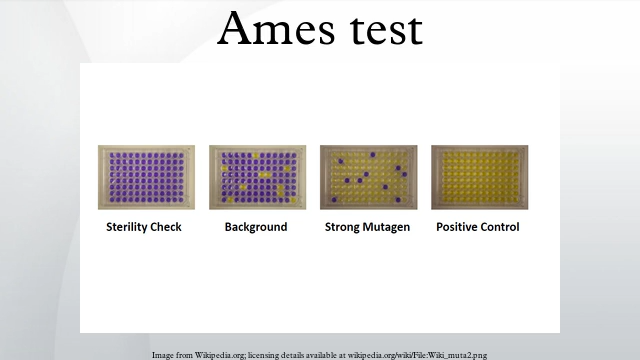 Ames test
Sterility Check
Background
Strong Mutagen
Positive Control
Image from Wikipedia.org; licensing details available at wikipedia.org/wiki/File:Wiki_muta2.png